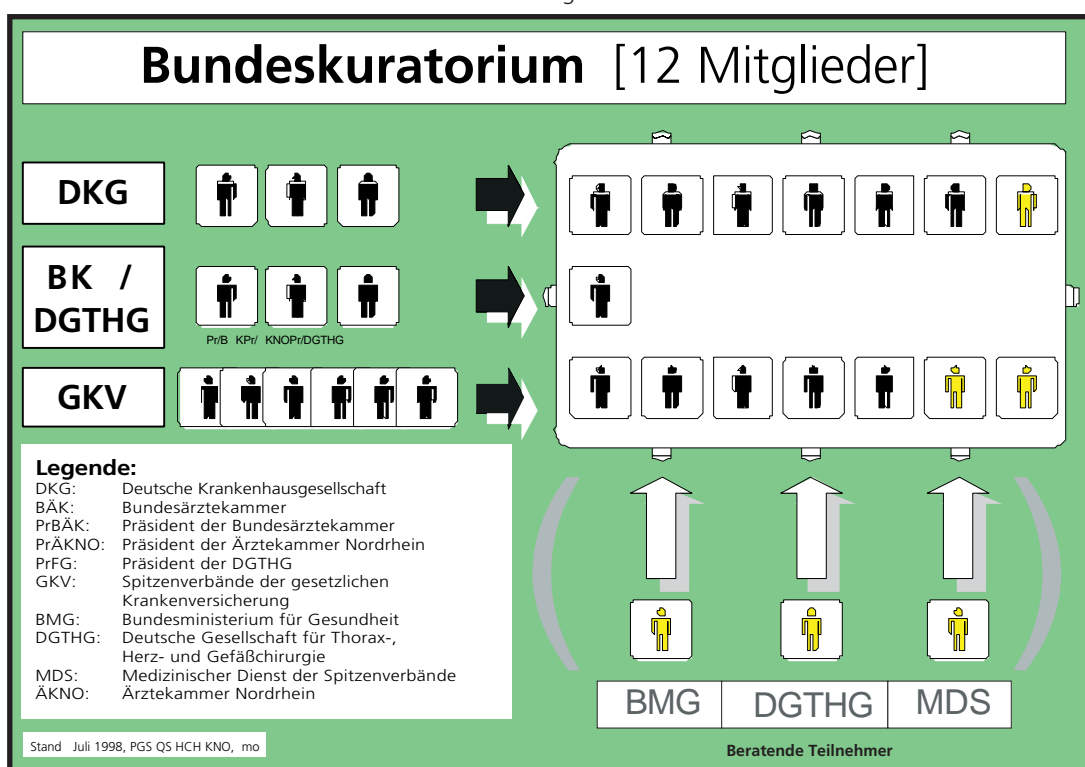 Bundeskuratorium [12 Mitglieder]
DKG
BK /
DGTHG
Pr/B KPr/ KNOPr/DGTHG
GKV
Legende:
DKG: Deutsche Krankenhausgesellschaft
BÄK: Bundesärztekammer
PrBÄK: Präsident der Bundesärztekammer
PrÄKNO: Präsident der Ärztekammer Nordrhein
PrFG: Präsident der DGTHG
GKV: Spitzenverbände der gesetzlichen
Krankenversicherung
BMG: Bundesministerium für Gesundheit
DGTHG: Deutsche Gesellschaft für Thorax-,
Herz- und Gefäßchirurgie
MDS: Medizinischer Dienst der Spitzenverbände
ÄKNO: Ärztekammer Nordrhein
Stand Juli 1998, PGS QS HCH KNO, mo
BMG DGTHG MDS
Beratende Teilnehmer